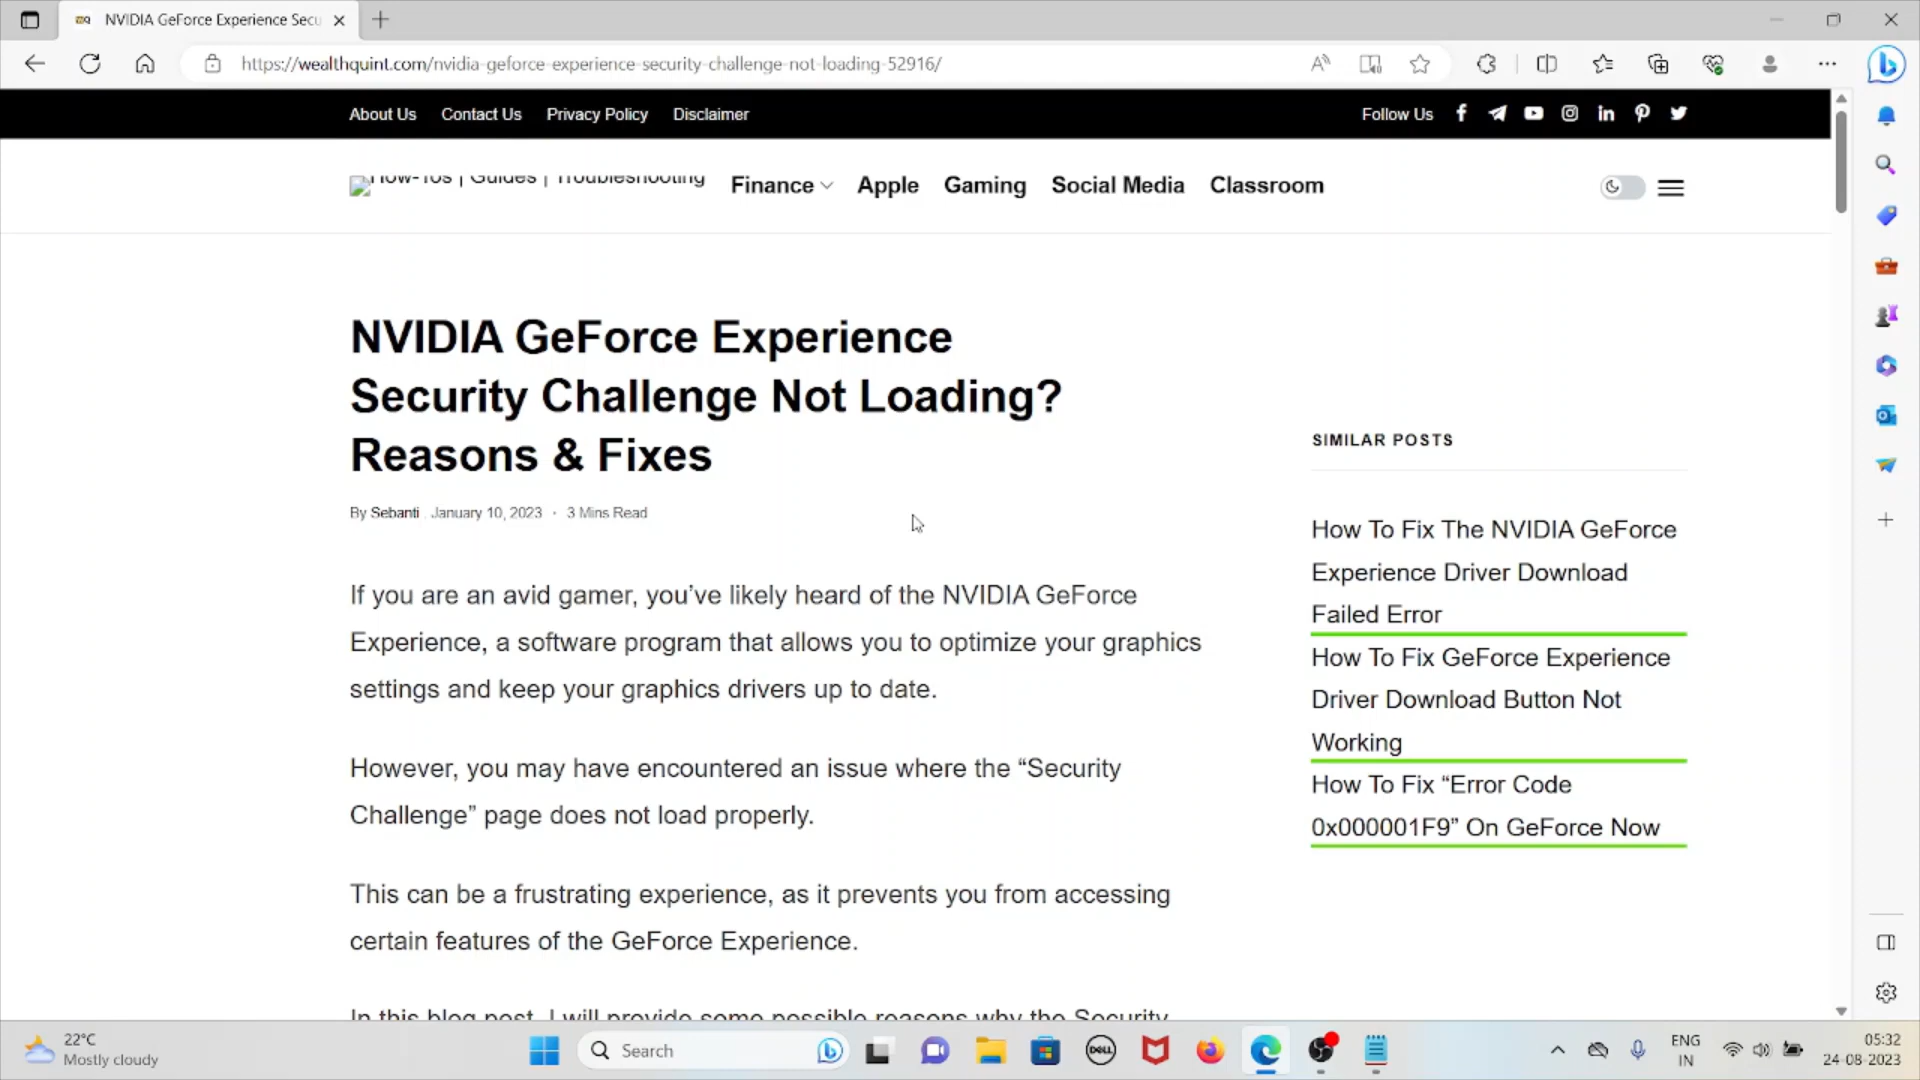 NVIDIA GeForce Experience Secu
https://wealthquint.com/nvidia-geforce-experience-security-challenge-not-loading-52916/
About Us Contact Us Privacy Policy Disclaimer Follow Us
How-Tos | Guides | Troubleshooting Finance Apple Gaming Social Media Classroom
NVIDIA GeForce Experience
Security Challenge Not Loading?
Reasons & Fixes
By Sebanti . January 10, 2023 · 3 Mins Read
If you are an avid gamer, you’ve likely heard of the NVIDIA GeForce
Experience, a software program that allows you to optimize your graphics
settings and keep your graphics drivers up to date.
However, you may have encountered an issue where the “Security
Challenge” page does not load properly.
This can be a frustrating experience, as it prevents you from accessing
certain features of the GeForce Experience.
In this blog post, I will provide some possible reasons why the Security
SIMILAR POSTS
How To Fix The NVIDIA GeForce
Experience Driver Download
Failed Error
How To Fix GeForce Experience
Driver Download Button Not
Working
How To Fix “Error Code
0x000001F9” On GeForce Now
22°C
Mostly cloudy
Search
DELL
ENG
IN
05:32
24-08-2023